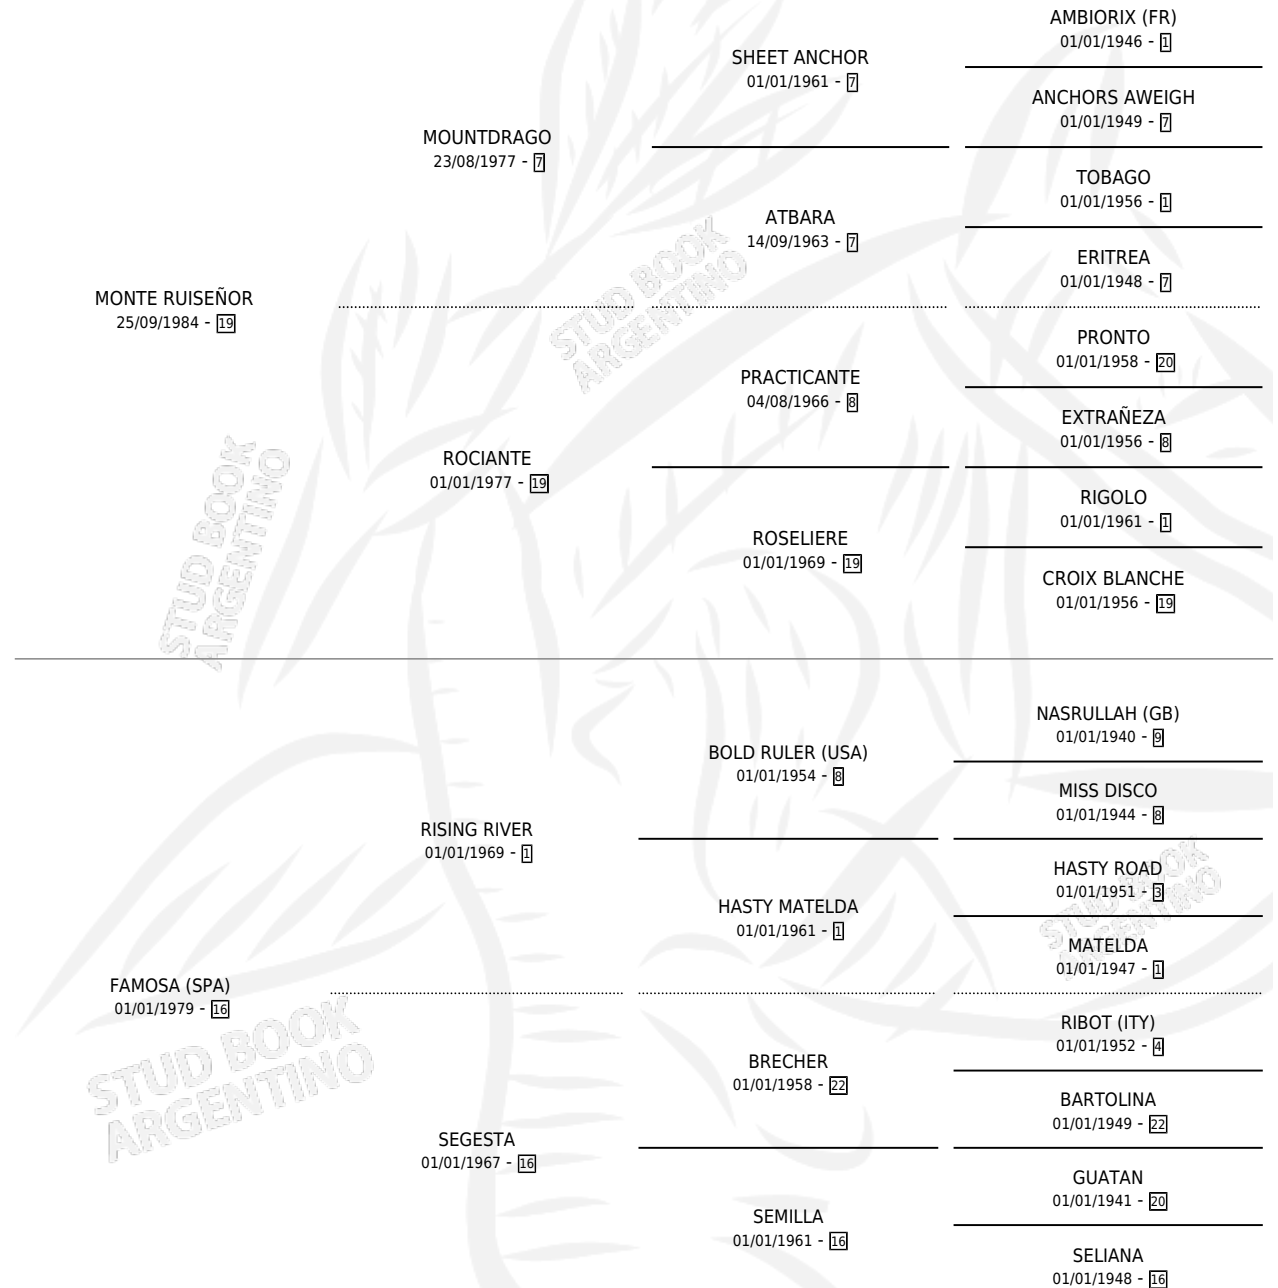 AMBIORIX (FR)
01/01/1946 - 1
SHEET ANCHOR
01/01/1961 - 7
ANCHORS AWEIGH
01/01/1949 - 7
MOUNTDRAGO
23/08/1977 - 7
TOBAGO
01/01/1956 - 1
ATBARA
14/09/1963 - 7
ERITREA
01/01/1948 - 7
MONTE RUISEÑOR
25/09/1984 - 19
PRONTO
01/01/1958 - 20
PRACTICANTE
04/08/1966 - 8
EXTRAÑEZA
01/01/1956 - 8
ROCIANTE
01/01/1977 - 19
RIGOLO
01/01/1961 - 1
ROSELIERE
01/01/1969 - 19
CROIX BLANCHE
01/01/1956 - 19
NASRULLAH (GB)
01/01/1940 - 9
BOLD RULER (USA)
01/01/1954 - 8
MISS DISCO
01/01/1944 - 8
RISING RIVER
01/01/1969 - 1
HASTY ROAD
01/01/1951 - 3
HASTY MATELDA
01/01/1961 - 1
MATELDA
01/01/1947 - 1
FAMOSA (SPA)
01/01/1979 - 16
RIBOT (ITY)
01/01/1952 - 4
BRECHER
01/01/1958 - 22
BARTOLINA
01/01/1949 - 22
SEGESTA
01/01/1967 - 16
GUATAN
01/01/1941 - 20
SEMILLA
01/01/1961 - 16
SELIANA
01/01/1948 - 16
STUD BOOK
ARGENTINO
STUD BOOK
ARGENTINO
STUD BOOK
ARGENTINO
STUD BOOK
ARGENTINO